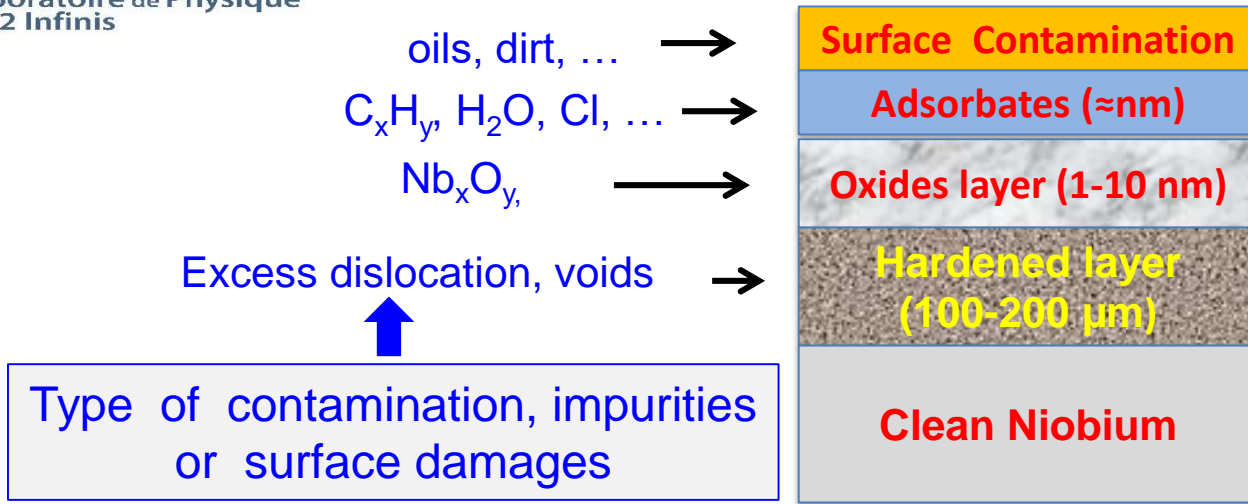 de Physique
2 Infinis
oils, dirt, …
Surface Contamination
CxHy, H2O, Cl, …
Adsorbates (≈nm)
NbxOy,
Oxides layer (1-10 nm)
Excess dislocation, voids
Hardened layer
(100-200 µm)
Type of contamination, impurities
or surface damages
Clean Niobium